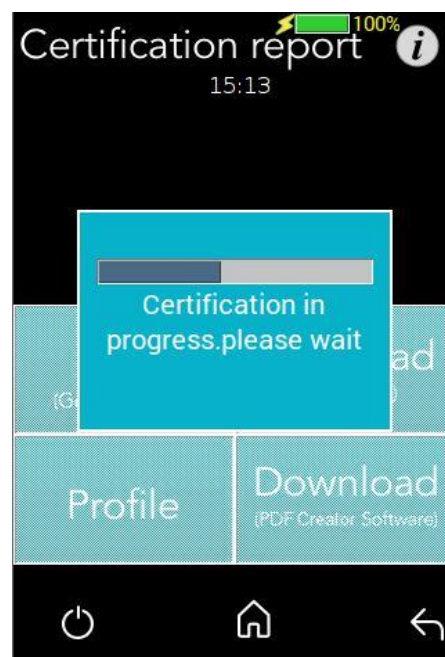 100%
Certification report
i
15:13
Certification in
progress.please wait
ad
(G
)
Profile
Download
(PDF Creator Software)